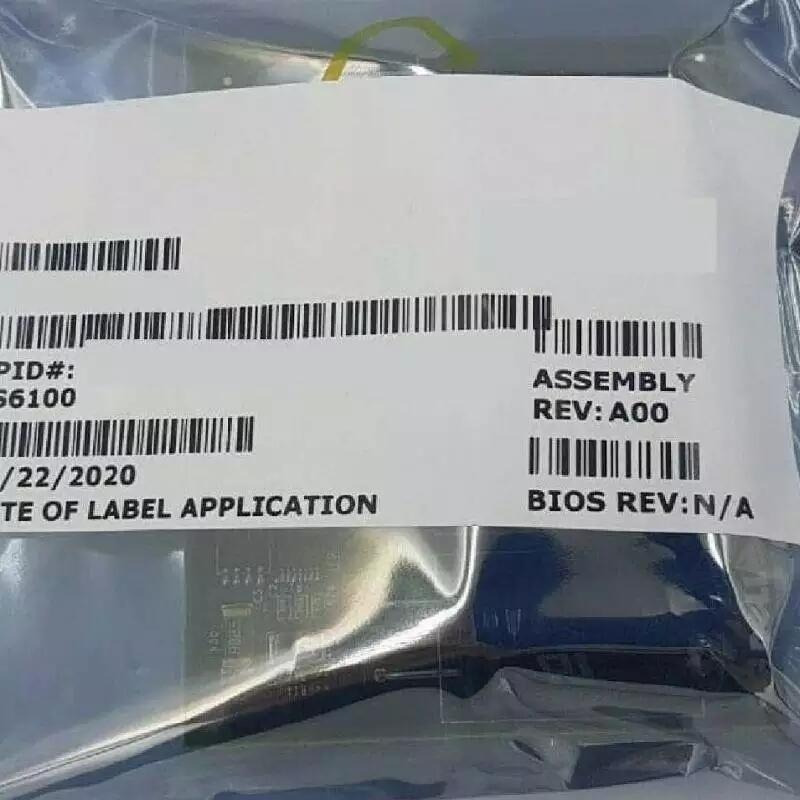 PID#:
S6100
/22/2020
TE OF LABEL APPLICATION
ASSEMBLY
REV: A00
BIOS REV: N/A